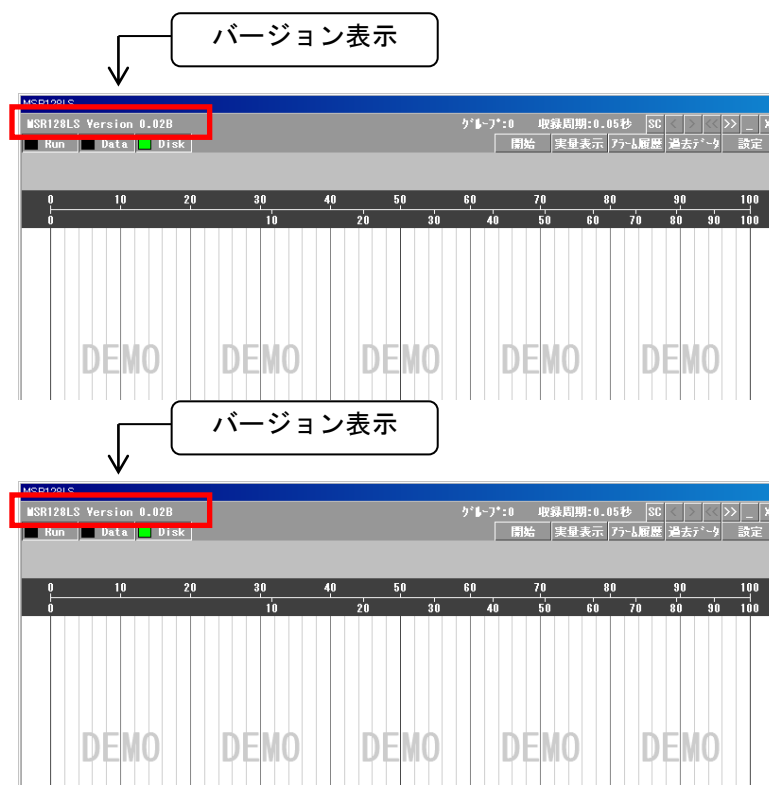 バージョン表示
MSR128LS
MSR128LS Version 0.02B グループ:0 収録周期:0.05秒 SC < > << >> _ X
Run Data Disk 開始 実量表示 アラーム履歴 過去データ 設定
0 10 20 30 40 50 60 70 80 90 100
0 10 20 30 40 50 60 70 80 90 100
DEMO DEMO DEMO DEMO DEMO
バージョン表示
MSR128LS
MSR128LS Version 0.02B グループ:0 収録周期:0.05秒 SC < > << >> _ X
Run Data Disk 開始 実量表示 アラーム履歴 過去データ 設定
0 10 20 30 40 50 60 70 80 90 100
0 10 20 30 40 50 60 70 80 90 100
DEMO DEMO DEMO DEMO DEMO